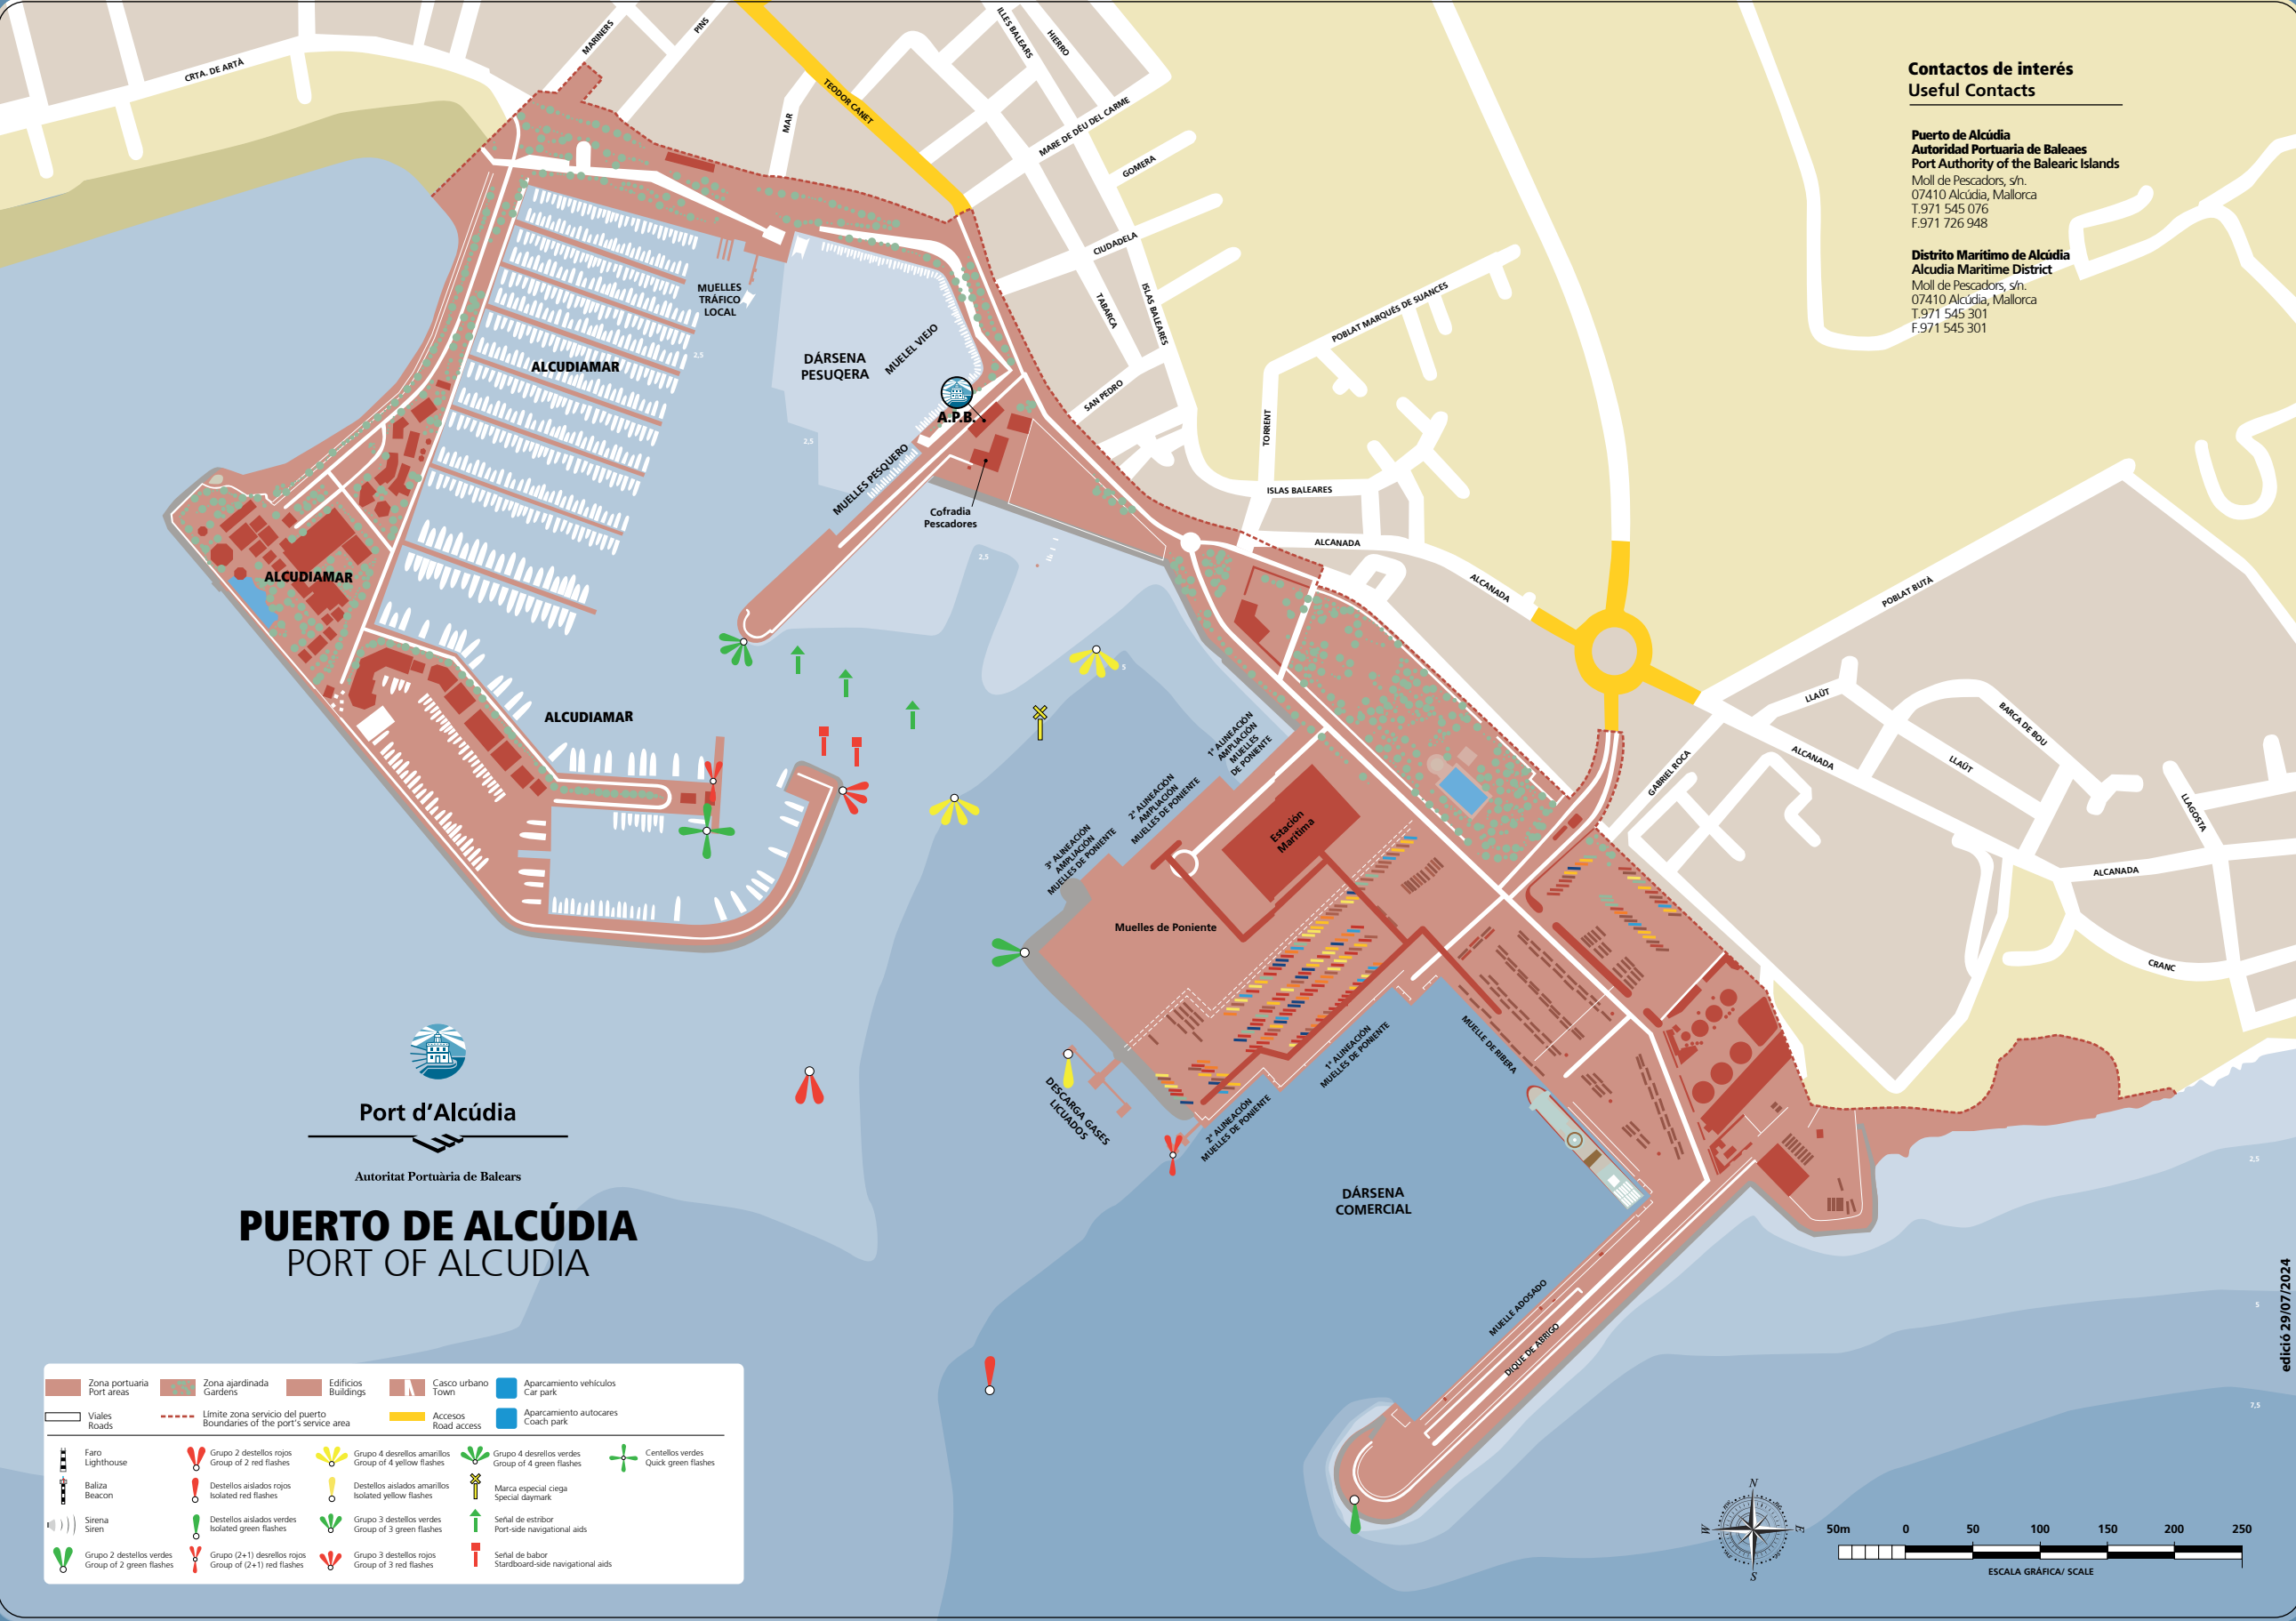 CRTA. DE ARTÀ
MARINERS
PINS
MAR
TEODOR CANET
ILLES BALEARS
HIERRO
MARE DE DÉU DEL CARME
GOMERA
CIUDADELA
TABARCA
ISLAS BALEARES
SAN PEDRO
POBLAT MARQUÉS DE SUANCES
TORRENT
ISLAS BALEARES
ALCANADA
ALCANADA
POBLAT BUTÀ
LLAÜT
BARCA DE BOU
LLAÜT
GABRIEL ROCA
ALCANADA
LLAGOSTA
ALCANADA
CRANC
Contactos de interés
Useful Contacts
Puerto de Alcúdia
Autoridad Portuaria de Baleaes
Port Authority of the Balearic Islands
Moll de Pescadors, s/n.
07410 Alcúdia, Mallorca
T.971 545 076
F.971 726 948
Distrito Marítimo de Alcúdia
Alcudia Maritime District
Moll de Pescadors, s/n.
07410 Alcúdia, Mallorca
T.971 545 301
F.971 545 301
MUELLES
TRÁFICO
LOCAL
2,5
ALCUDIAMAR
DÁRSENA
PESUQERA
MUELEL VIEJO
A.P.B.
2,5
MUELLES PESQUERO
Cofradia
Pescadores
2,5
ALCUDIAMAR
ALCUDIAMAR
5
1ª ALINEACIÓN
AMPLIACIÓN
MUELLES
DE PONIENTE
2ª ALINEACIÓN
AMPLIACIÓN
MUELLES DE PONIENTE
3ª ALINEACIÓN
AMPLIACIÓN
MUELLES DE PONIENTE
Estación
Marítima
Muelles de Poniente
1ª ALINEACIÓN
MUELLES DE PONIENTE
2ª ALINEACIÓN
MUELLES DE PONIENTE
MUELLE DE RIBERA
DESCARGA GASES
LICUADOS
DÁRSENA
COMERCIAL
MUELLE ADOSADO
DIQUE DE ABRIGO
2,5
5
7,5
edició 29/07/2024
Port d'Alcúdia
Autoritat Portuària de Balears
PUERTO DE ALCÚDIA
PORT OF ALCUDIA
Zona portuaria
Port areas
Zona ajardinada
Gardens
Edificios
Buildings
Casco urbano
Town
Aparcamiento vehículos
Car park
Viales
Roads
Límite zona servicio del puerto
Boundaries of the port's service area
Accesos
Road access
Aparcamiento autocares
Coach park
Faro
Lighthouse
Grupo 2 destellos rojos
Group of 2 red flashes
Grupo 4 desrellos amarillos
Group of 4 yellow flashes
Grupo 4 desrellos verdes
Group of 4 green flashes
Centellos verdes
Quick green flashes
Baliza
Beacon
Destellos aislados rojos
Isolated red flashes
Destellos aislados amarillos
Isolated yellow flashes
Marca especial ciega
Special daymark
Sirena
Siren
Destellos aislados verdes
Isolated green flashes
Grupo 3 destellos verdes
Group of 3 green flashes
Señal de estribor
Port-side navigational aids
Grupo 2 destellos verdes
Group of 2 green flashes
Grupo (2+1) desrellos rojos
Group of (2+1) red flashes
Grupo 3 destellos rojos
Group of 3 red flashes
Señal de babor
Stardboard-side navigational aids
N
W
E
S
50m 0 50 100 150 200 250
ESCALA GRÁFICA/ SCALE